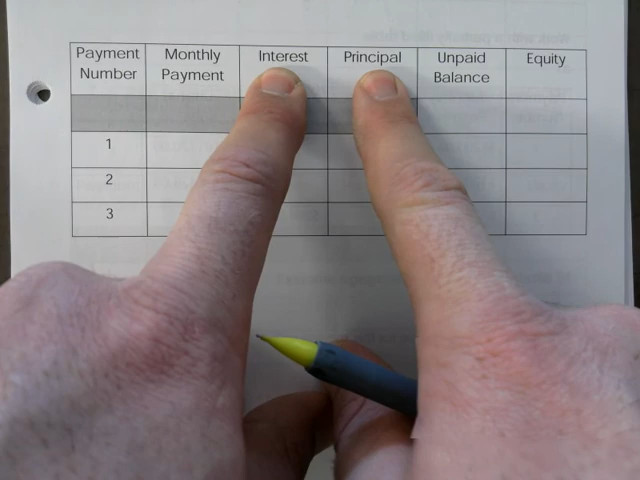 Payment Number Monthly Payment Interest Principal Unpaid Balance Equity
1
2
3